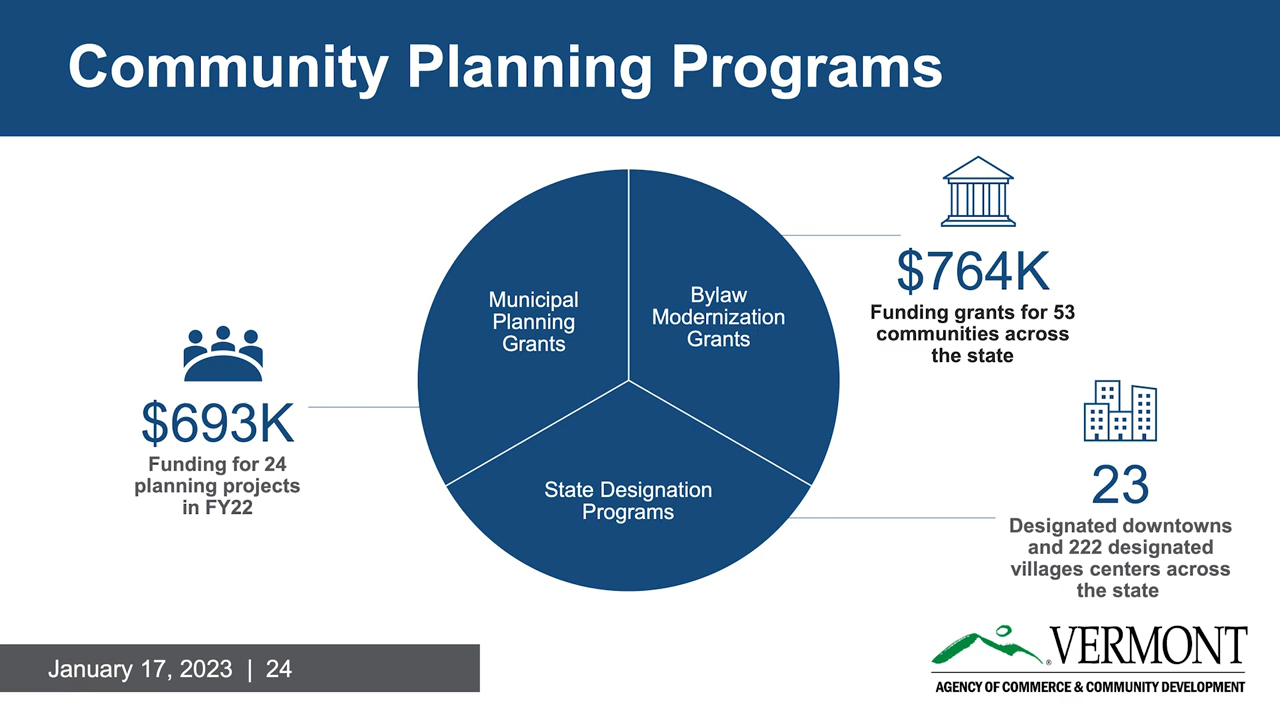 Community Planning Programs
Municipal
Planning
Grants
Bylaw
Modernization
Grants
State Designation
Programs
$693K
Funding for 24
planning projects
in FY22
$764K
Funding grants for 53
communities across
the state
23
Designated downtowns
and 222 designated
villages centers across
the state
January 17, 2023 | 24
® VERMONT
AGENCY OF COMMERCE & COMMUNITY DEVELOPMENT